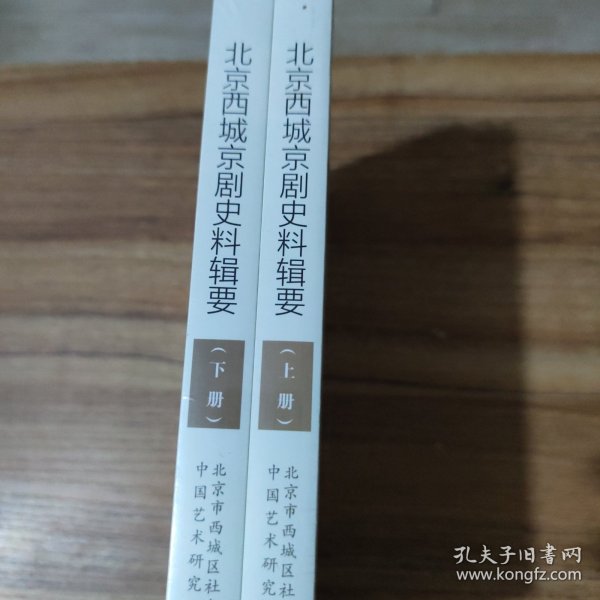 北京西城京剧史料辑要
（下册）
北京市西城区社
中国艺术研究
北京西城京剧史料辑要
（上册）
北京市西城区社
中国艺术研究
孔夫子旧書网
www.kongfz.com